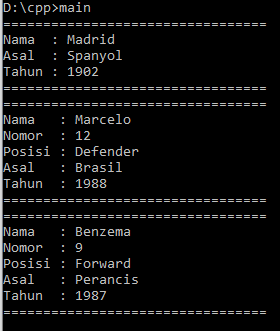 D:\cpp>main
=================================
Nama  : Madrid
Asal  : Spanyol
Tahun : 1902
=================================
=================================
Nama   : Marcelo
Nomor  : 12
Posisi : Defender
Asal   : Brasil
Tahun  : 1988
=================================
=================================
Nama   : Benzema
Nomor  : 9
Posisi : Forward
Asal   : Perancis
Tahun  : 1987
=================================